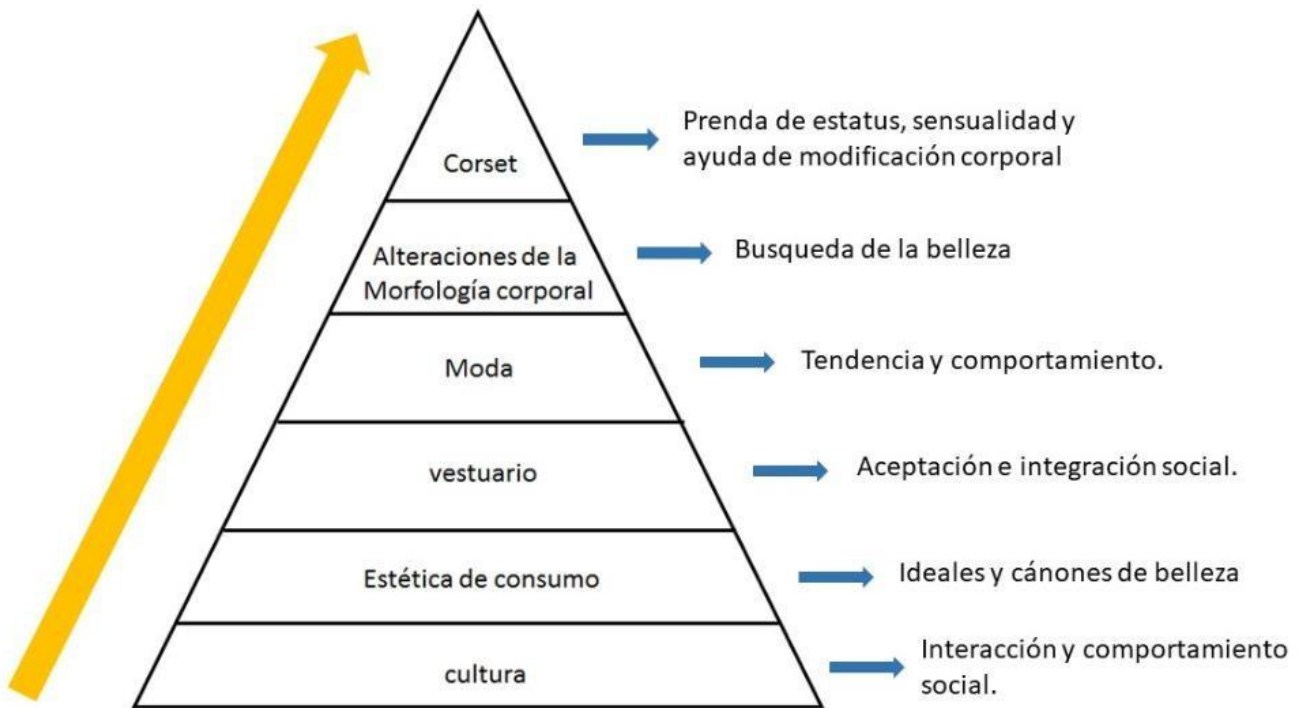 Corset
Prenda de estatus, sensualidad y
ayuda de modificación corporal
Alteraciones de la
Morfología corporal
Busqueda de la belleza
Moda
Tendencia y comportamiento.
vestuario
Aceptación e integración social.
Estética de consumo
Ideales y cánones de belleza
cultura
Interacción y comportamiento
social.